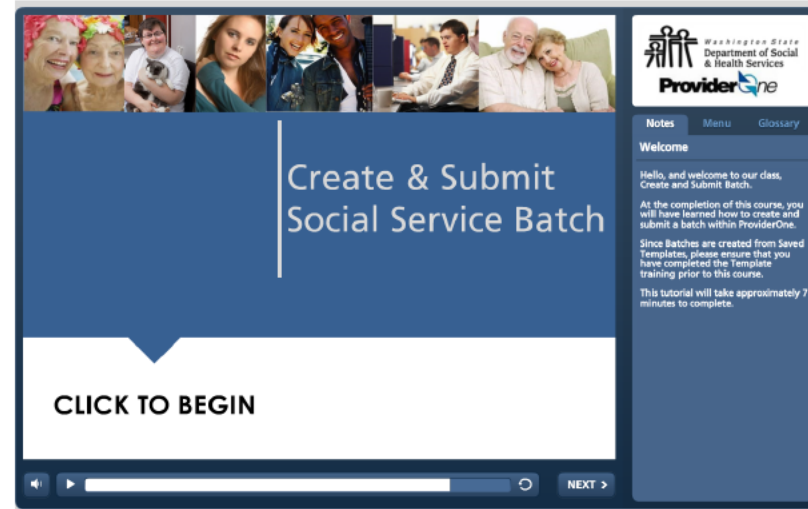 Create & Submit
Social Service Batch
CLICK TO BEGIN
NEXT >
Washington State
Department of Social
& Health Services
ProviderOne
Notes Menu Glossary
Welcome
Hello, and welcome to our class,
Create and Submit Batch.
At the completion of this course, you
will have learned how to create and
submit a batch within ProviderOne.
Since Batches are created from Saved
Templates, please ensure that you
have completed the Template
training prior to this course.
This tutorial will take approximately 7
minutes to complete.